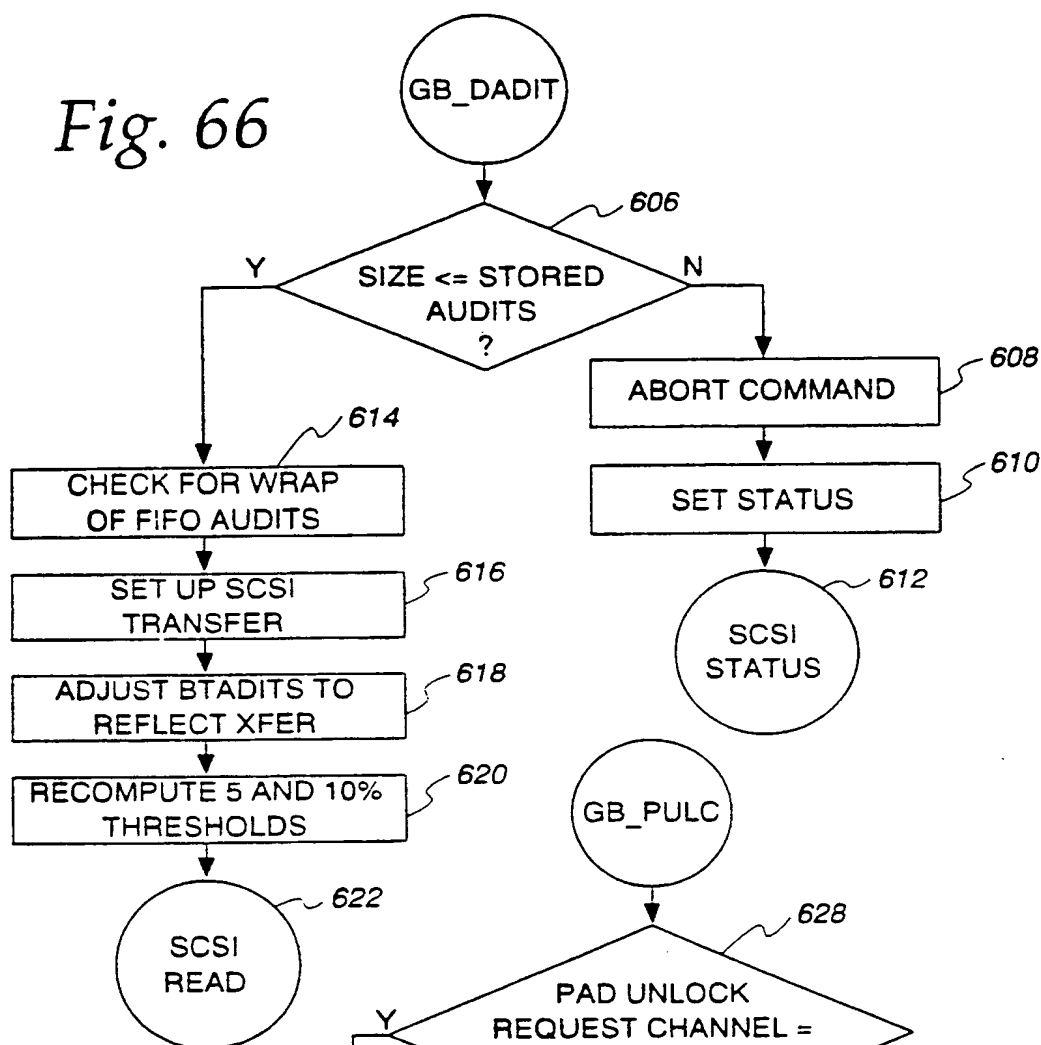 Fig. 66
GB_DADIT
606
Y
SIZE <= STORED
AUDITS
?
N
608
ABORT COMMAND
610
SET STATUS
612
SCSI
STATUS
614
CHECK FOR WRAP
OF FIFO AUDITS
616
SET UP SCSI
TRANSFER
618
ADJUST BTADITS TO
REFLECT XFER
620
RECOMPUTE 5 AND 10%
THRESHOLDS
622
SCSI
READ
GB_PULC
628
Y
PAD UNLOCK
REQUEST CHANNEL =